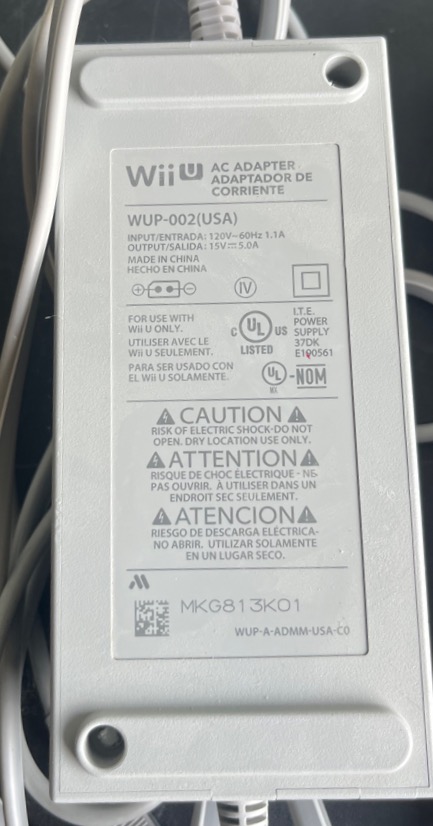 Wii U AC ADAPTER
ADAPTADOR DE
CORRIENTE
WUP-002(USA)
INPUT/ENTRADA: 120V~60Hz 1.1A
OUTPUT/SALIDA: 15V⎓5.0A
MADE IN CHINA
HECHO EN CHINA
IV
FOR USE WITH
Wii U ONLY.
UTILISER AVEC LE
Wii U SEULEMENT.
PARA SER USADO CON
EL Wii U SOLAMENTE.
C UL US
LISTED
I.T.E.
POWER
SUPPLY
37DK
E190561
UL-NOM
MX
CAUTION
RISK OF ELECTRIC SHOCK-DO NOT
OPEN. DRY LOCATION USE ONLY.
ATTENTION
RISQUE DE CHOC ÉLECTRIQUE - NE
PAS OUVRIR. À UTILISER DANS UN
ENDROIT SEC SEULEMENT.
ATENCION
RIESGO DE DESCARGA ELÉCTRICA-
NO ABRIR. UTILIZAR SOLAMENTE
EN UN LUGAR SECO.
MKG813K01
WUP-A-ADMM-USA-C0